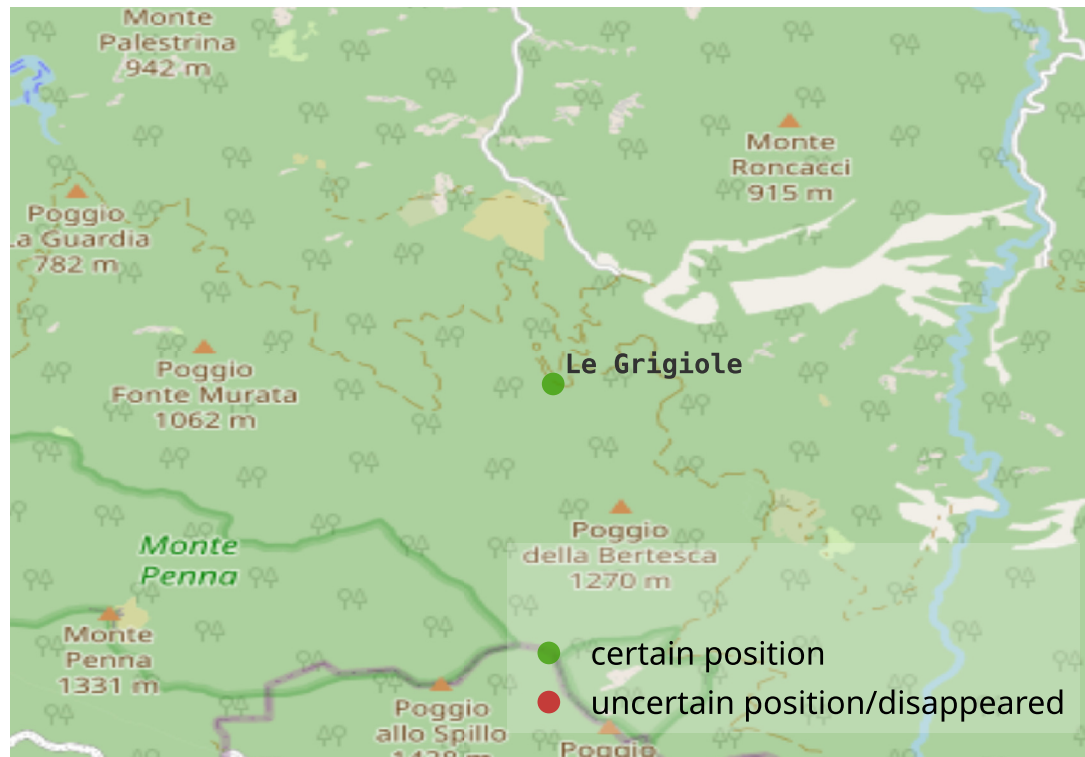 Monte
Palestrina
942 m
Monte
Roncacci
915 m
Poggio
La Guardia
782 m
Le Grigiole
Poggio
Fonte Murata
1062 m
Poggio
della Bertesca
1270 m
Monte
Penna
Monte
Penna
1331 m
certain position
uncertain position/disappeared
Poggio
allo Spillo
Poggio